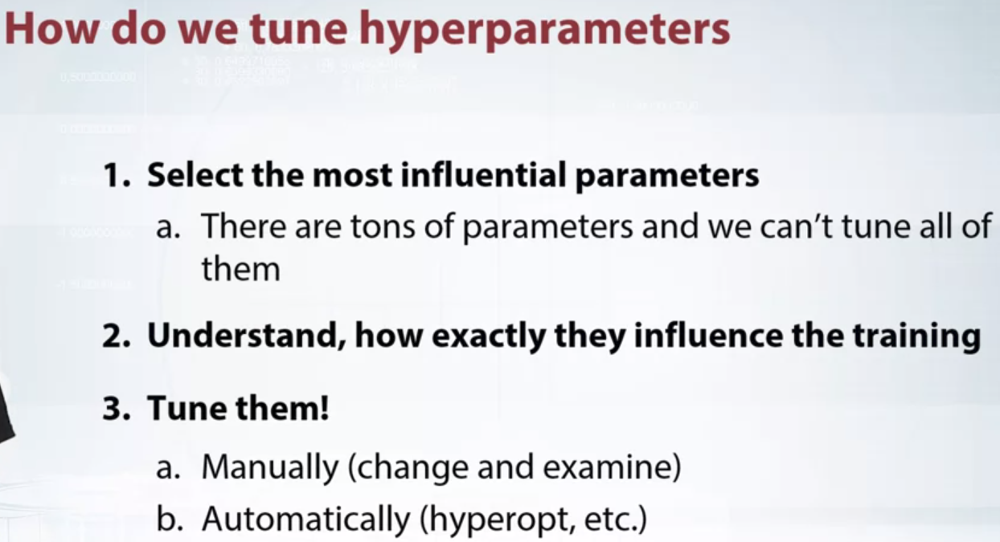 How do we tune hyperparameters
1. Select the most influential parameters
a. There are tons of parameters and we can't tune all of
them
2. Understand, how exactly they influence the training
3. Tune them!
a. Manually (change and examine)
b. Automatically (hyperopt, etc.)